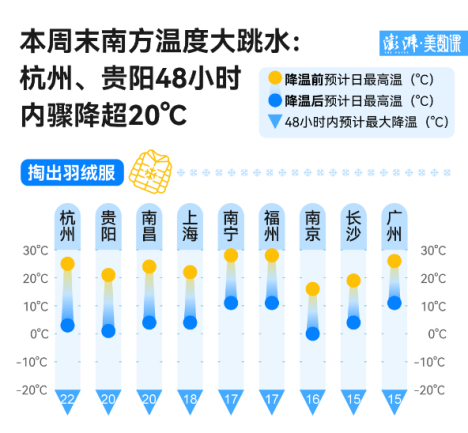 本周末南方温度大跳水:
杭州、贵阳48小时
内骤降超20℃
澎湃·美数课
降温前预计日最高温（℃）
降温后预计日最高温（℃）
48小时内预计最大降温（℃）
掏出羽绒服
杭州 贵阳 南昌 上海 南宁 福州 南京 长沙 广州
30℃ 30℃
20℃ 20℃
10℃ 10℃
0℃ 0℃
-10℃ -10℃
-20℃ -20℃
22 20 20 18 17 17 16 15 15